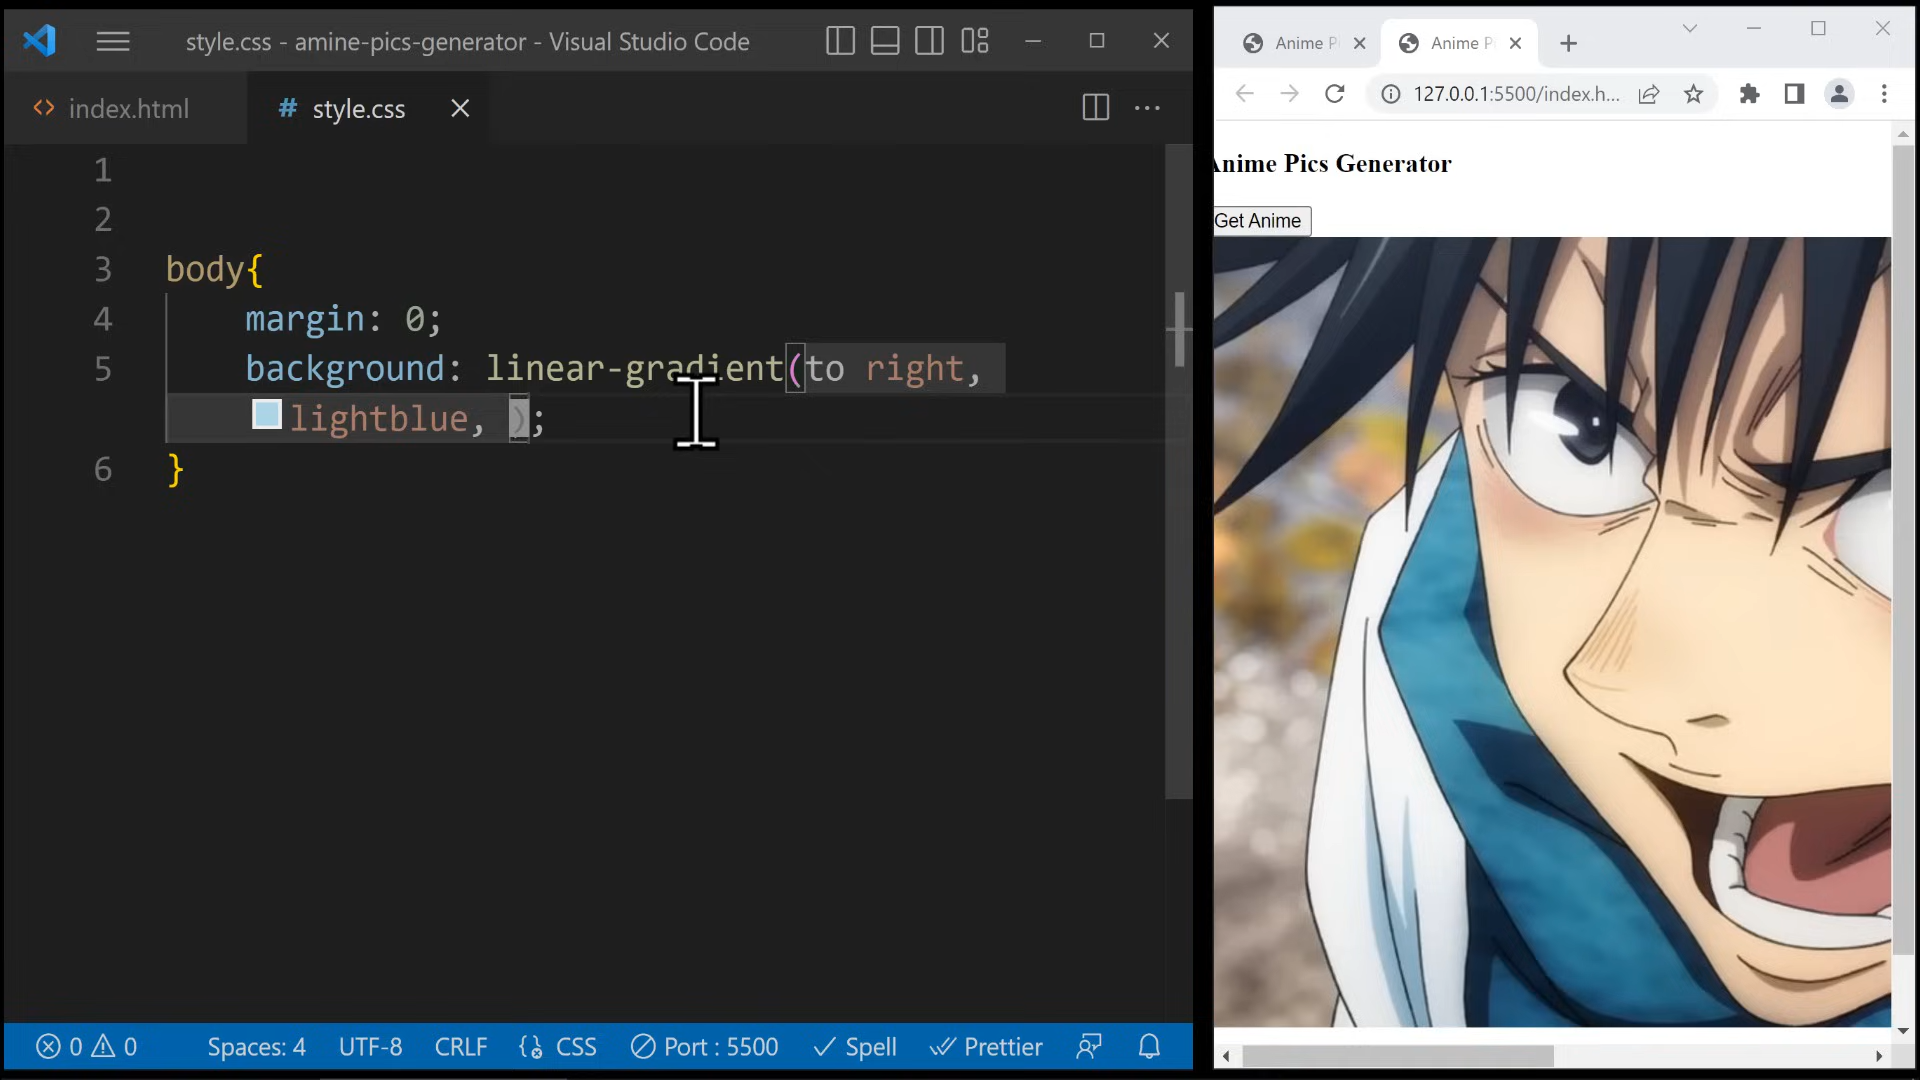 style.css - amine-pics-generator - Visual Studio Code
index.html
# style.css
1
2
3 body{
4 margin: 0;
5 background: linear-gradient(to right,
lightblue, );
6 }
0 0 Spaces: 4 UTF-8 CRLF CSS Port : 5500 Spell Prettier
Anime P Anime P
127.0.0.1:5500/index.h...
Anime Pics Generator
Get Anime